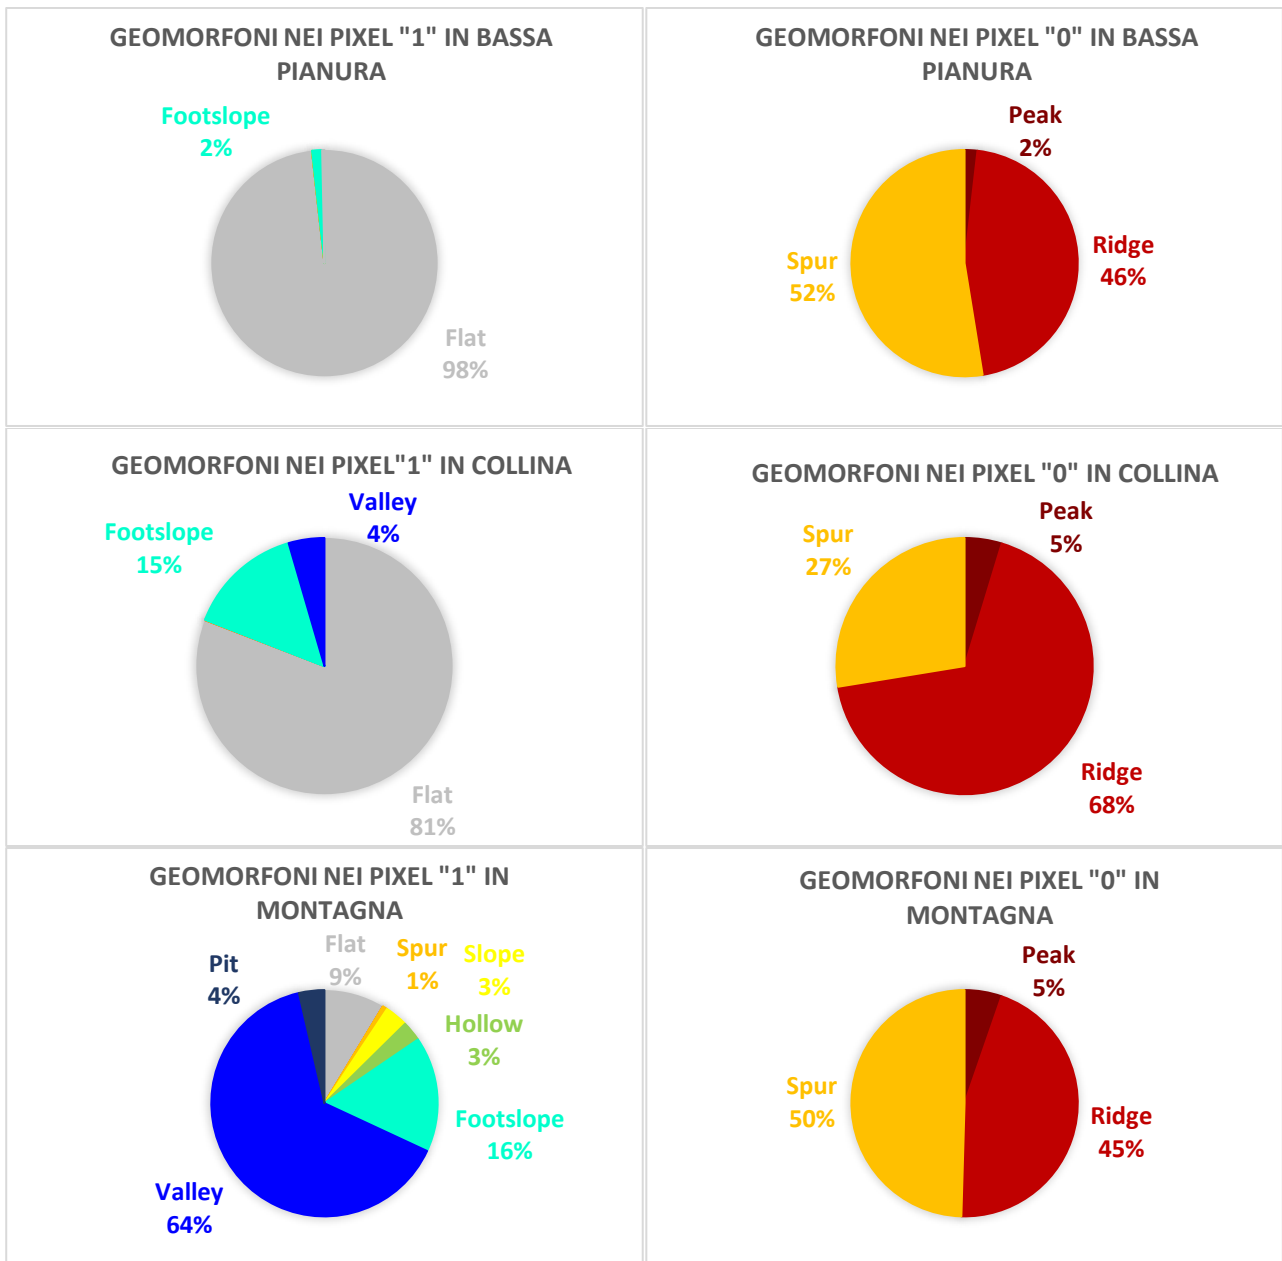 GEOMORFONI NEI PIXEL "1" IN BASSA
PIANURA
Footslope
2%
Flat
98%
GEOMORFONI NEI PIXEL "0" IN BASSA
PIANURA
Peak
2%
Ridge
46%
Spur
52%
GEOMORFONI NEI PIXEL"1" IN COLLINA
Valley
4%
Footslope
15%
Flat
81%
GEOMORFONI NEI PIXEL "0" IN COLLINA
Peak
5%
Spur
27%
Ridge
68%
GEOMORFONI NEI PIXEL "1" IN
MONTAGNA
Flat
9%
Spur
1%
Slope
3%
Pit
4%
Hollow
3%
Footslope
16%
Valley
64%
GEOMORFONI NEI PIXEL "0" IN
MONTAGNA
Peak
5%
Spur
50%
Ridge
45%